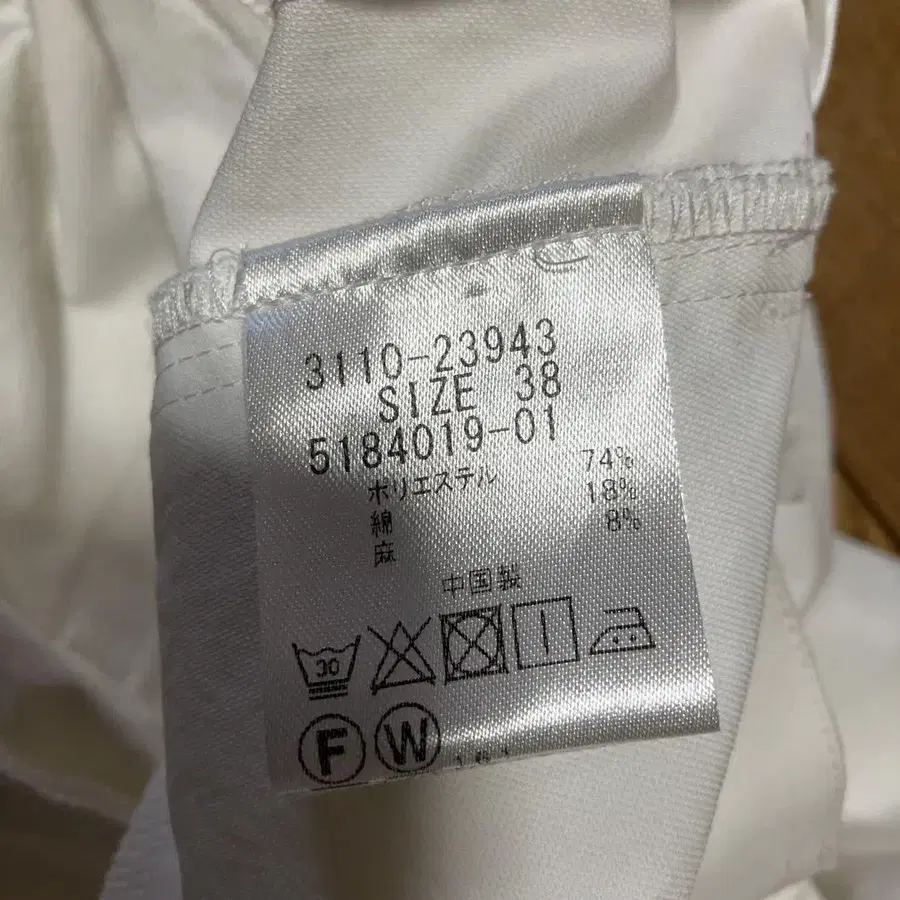 3110-23943
SIZE 38
5184019-01
ポリエステル 74%
綿 18%
麻 8%
中国製
30
F W